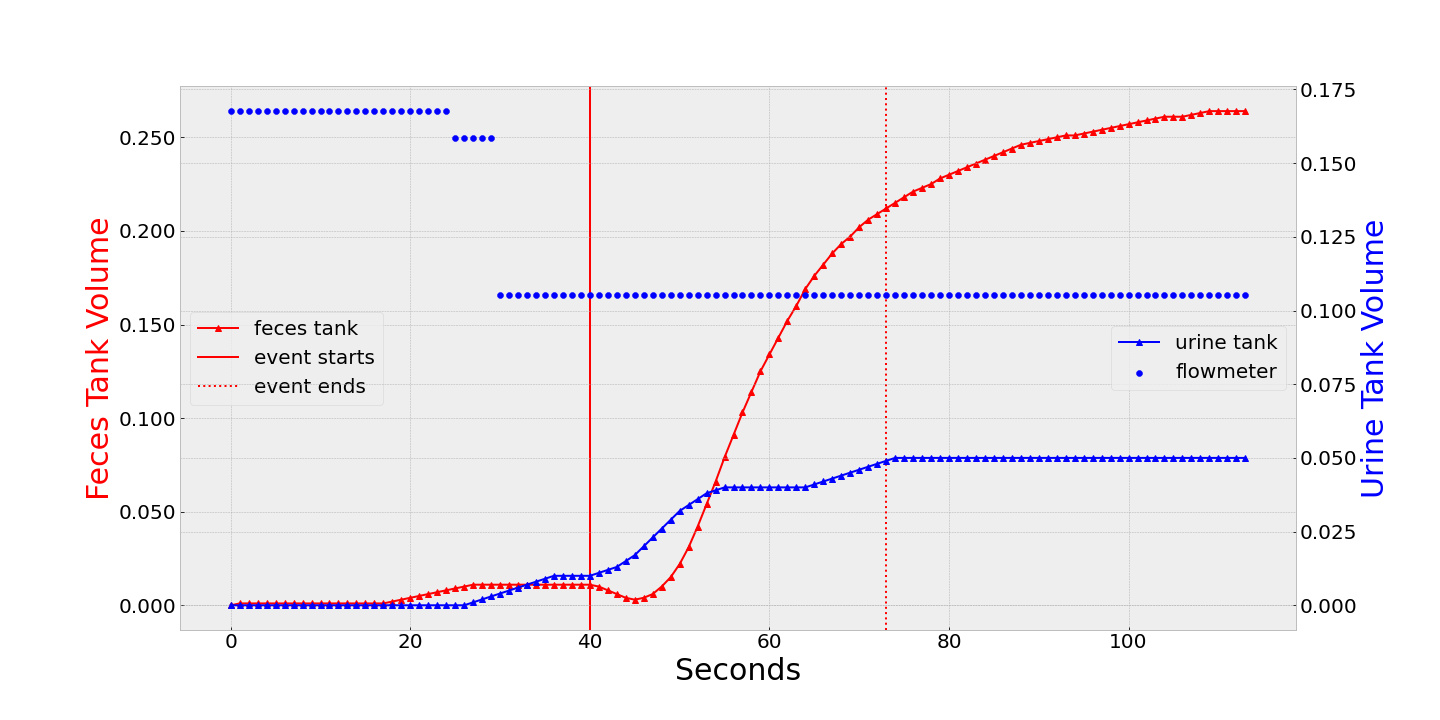 0.175
0.250
0.150
0.200
0.125
0.150
0.100
0.100
0.075
0.050
0.050
0.025
0.000
0.000
Feces Tank Volume
Urine Tank Volume
feces tank
event starts
event ends
urine tank
flowmeter
0 20 40 60 80 100
Seconds